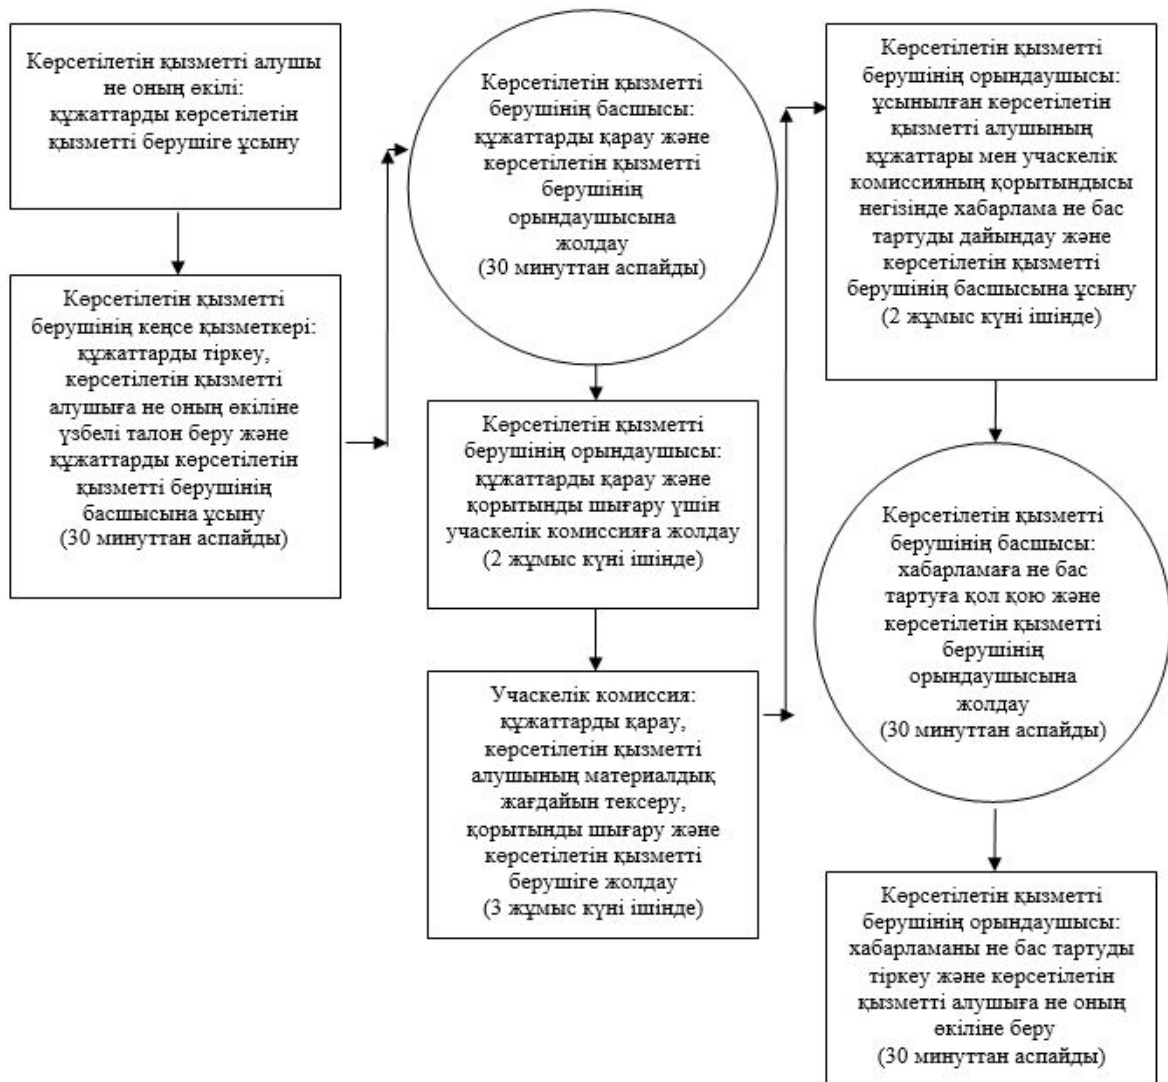 Көрсетілетін қызметті алушы
не оның өкілі:
құжаттарды көрсетілетін
қызметті берушіге ұсыну
Көрсетілетін қызметті
берушінің кеңсе қызметкері:
құжаттарды тіркеу,
көрсетілетін қызметті
алушыға не оның өкіліне
үзбелі талон беру және
құжаттарды көрсетілетін
қызметті берушінің
басшысына ұсыну
(30 минуттан аспайды)
Көрсетілетін қызметті
берушінің басшысы:
құжаттарды қарау және
көрсетілетін қызметті
берушінің
орындаушысына
жолдау
(30 минуттан аспайды)
Көрсетілетін қызметті
берушінің орындаушысы:
құжаттарды қарау және
қорытынды шығару үшін
учаскелік комиссияға жолдау
(2 жұмыс күні ішінде)
Учаскелік комиссия:
құжаттарды қарау,
көрсетілетін қызметті
алушының материалдық
жағдайын тексеру,
қорытынды шығару және
көрсетілетін қызметті
берушіге жолдау
(3 жұмыс күні ішінде)
Көрсетілетін қызметті
берушінің орындаушысы:
ұсынылған көрсетілетін
қызметті алушының
құжаттары мен учаскелік
комиссияның қорытындысы
негізінде хабарлама не бас
тартуды дайындау және
көрсетілетін қызметті
берушінің басшысына ұсыну
(2 жұмыс күні ішінде)
Көрсетілетін қызметті
берушінің басшысы:
хабарламаға не бас
тартуға қол қою және
көрсетілетін қызметті
берушінің
орындаушысына
жолдау
(30 минуттан аспайды)
Көрсетілетін қызметті
берушінің орындаушысы:
хабарламаны не бас тартуды
тіркеу және көрсетілетін
қызметті алушыға не оның
өкіліне беру
(30 минуттан аспайды)